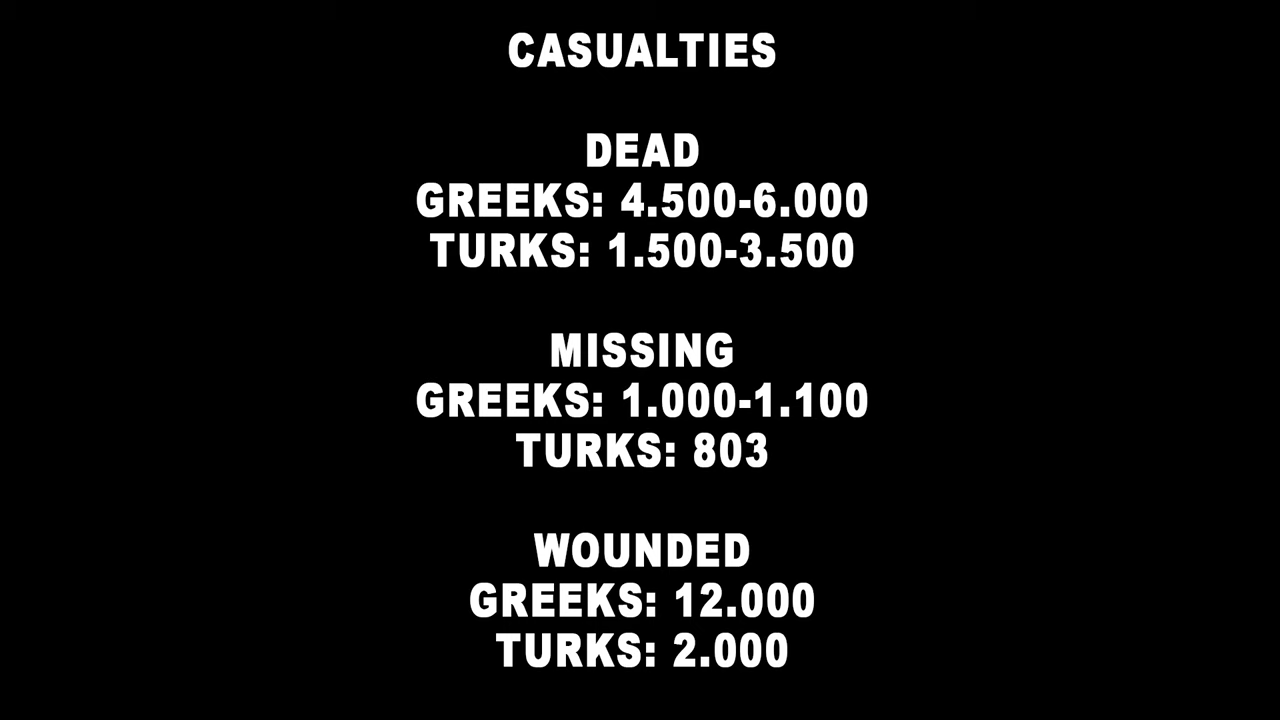 CASUALTIES
DEAD
GREEKS: 4.500-6.000
TURKS: 1.500-3.500
MISSING
GREEKS: 1.000-1.100
TURKS: 803
WOUNDED
GREEKS: 12.000
TURKS: 2.000